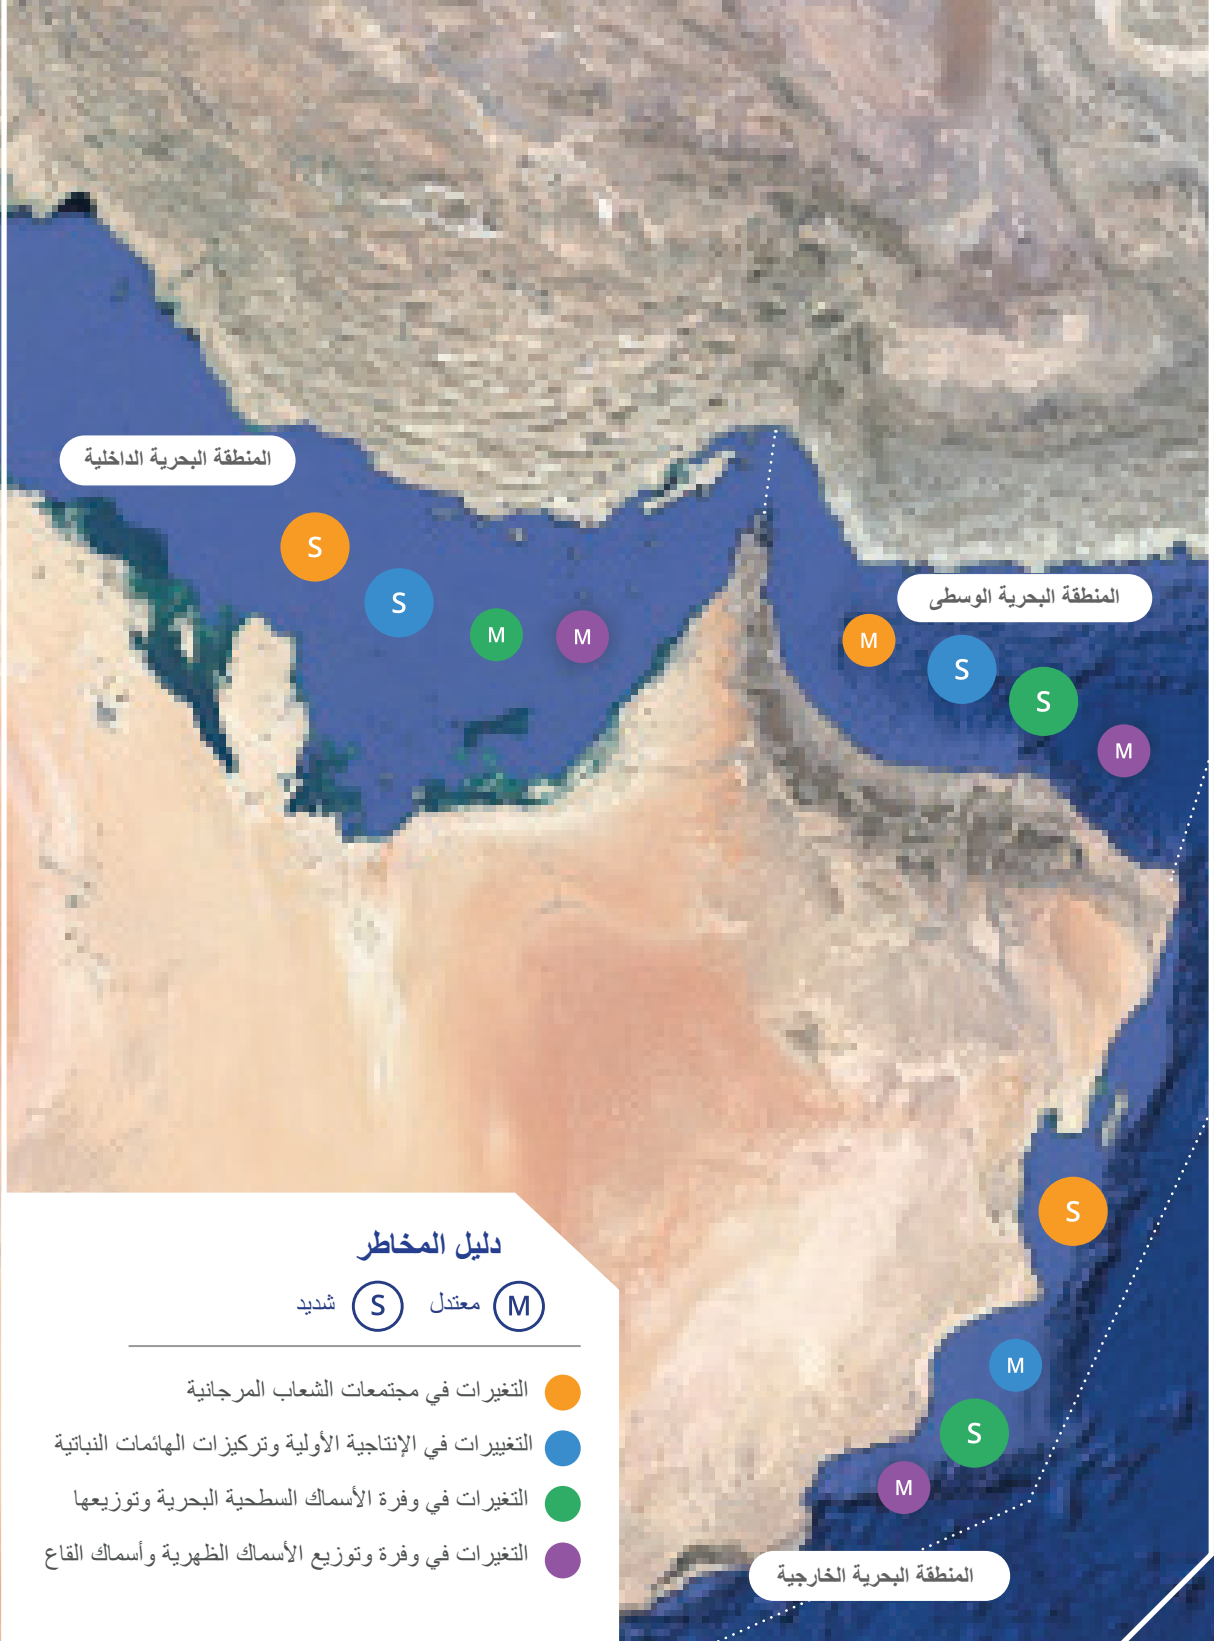 المنطقة البحرية الداخلية
S
S
M
M
المنطقة البحرية الوسطى
M
S
S
M
S
M
S
M
المنطقة البحرية الخارجية
دليل المخاطر
M معتدل S شديد
التغيرات في مجتمعات الشعاب المرجانية
التغييرات في الإنتاجية الأولية وتركيزات الهائمات النباتية
التغيرات في وفرة الأسماك السطحية البحرية وتوزيعها
التغيرات في وفرة وتوزيع الأسماك الظهرية وأسماك القاع